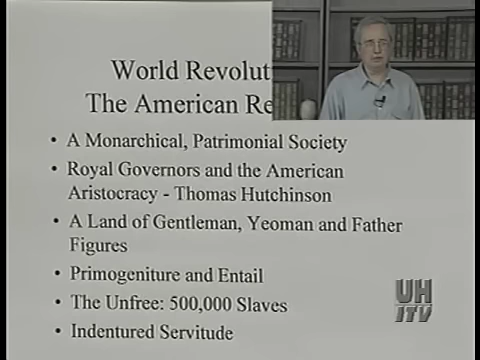 World Revolut
The American Re
• A Monarchical, Patrimonial Society
• Royal Governors and the American
Aristocracy - Thomas Hutchinson
• A Land of Gentleman, Yeoman and Father
Figures
• Primogeniture and Entail
• The Unfree: 500,000 Slaves
• Indentured Servitude
UH
ITV